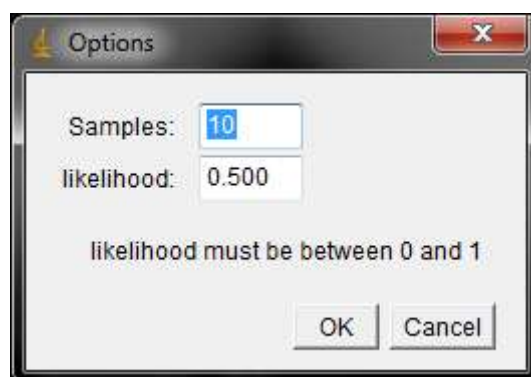 Options
Samples: 10
likelihood: 0.500
likelihood must be between 0 and 1
OK Cancel